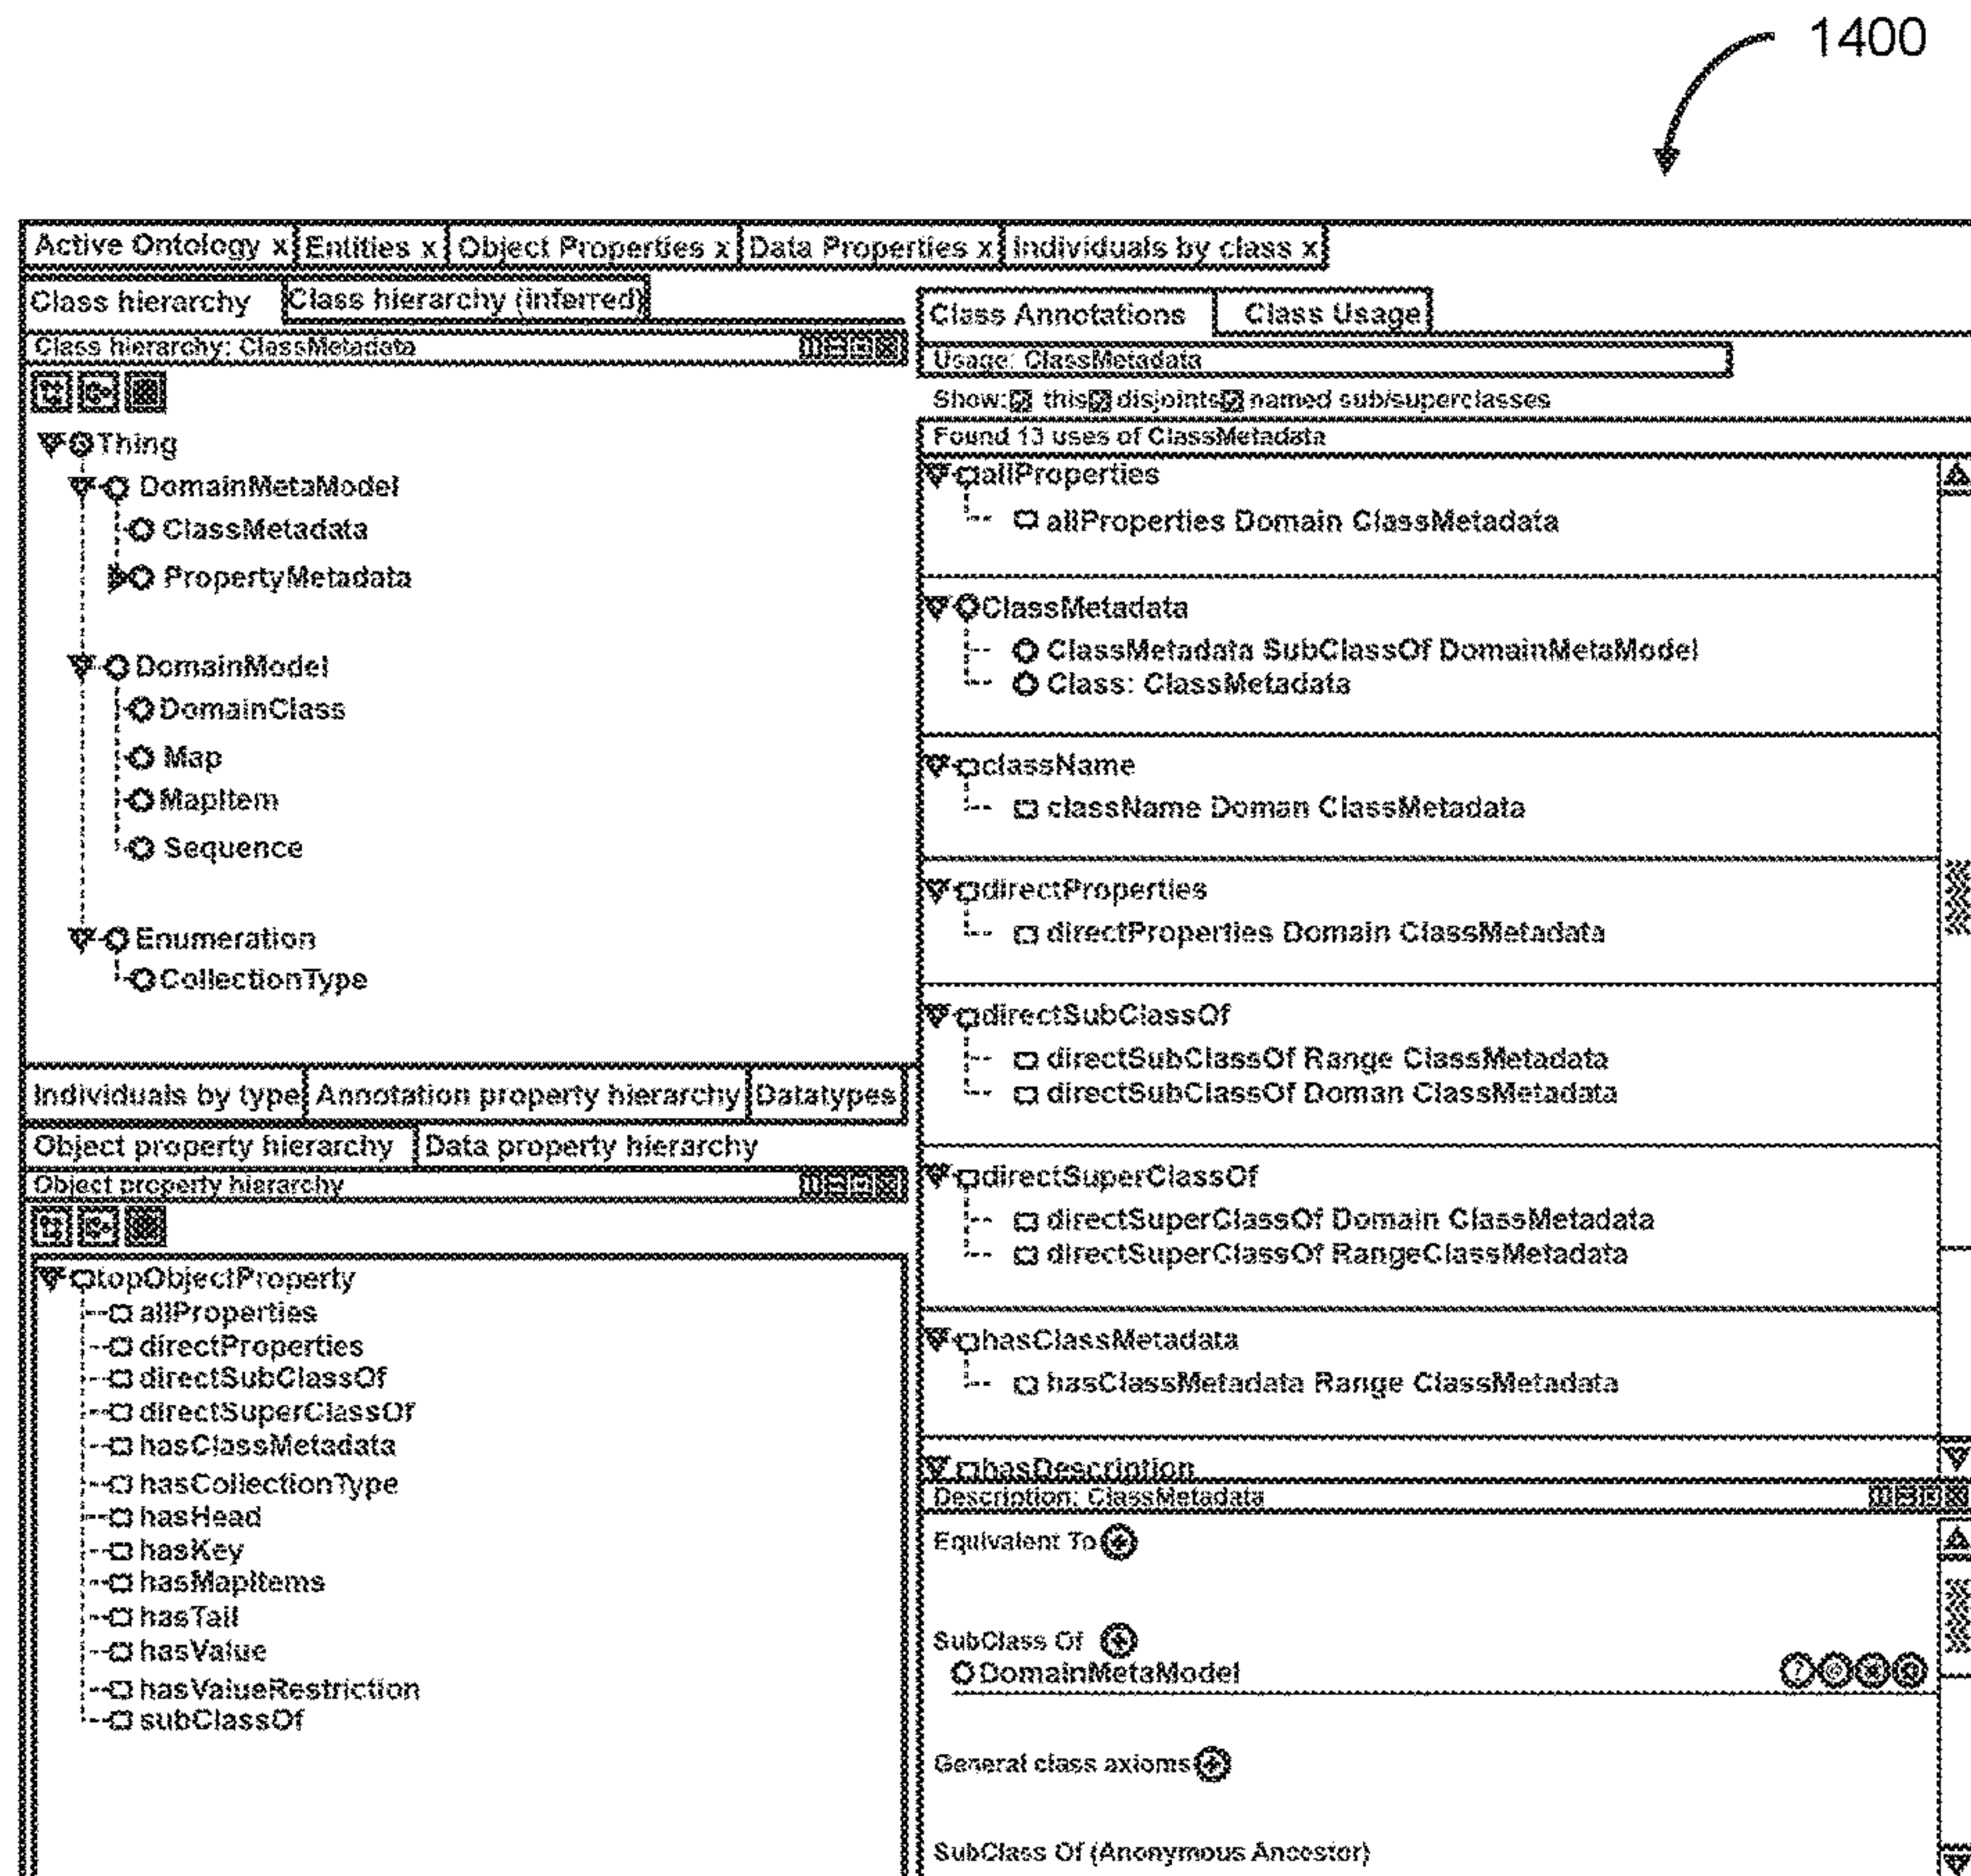 1400
Active Ontology x Entities x Object Properties x Data Properties x Individuals by class x
Class hierarchy Class hierarchy (inferred)
Class hierarchy: ClassMetadata
Thing
DomainMetaModel
ClassMetadata
PropertyMetadata
DomainModel
DomainClass
Map
MapItem
Sequence
Enumeration
CollectionType
Individuals by type Annotation property hierarchy Datatypes
Object property hierarchy Data property hierarchy
Object property hierarchy
topObjectProperty
allProperties
directProperties
directSubClassOf
directSuperClassOf
hasClassMetadata
hasCollectionType
hasHead
hasKey
hasMapItems
hasTail
hasValue
hasValueRestriction
subClassOf
Class Annotations Class Usage
Usage: ClassMetadata
Show: this disjoints named sub/superclasses
Found 13 uses of ClassMetadata
allProperties
allProperties Domain ClassMetadata
ClassMetadata
ClassMetadata SubClassOf DomainMetaModel
Class: ClassMetadata
className
className Doman ClassMetadata
directProperties
directProperties Domain ClassMetadata
directSubClassOf
directSubClassOf Range ClassMetadata
directSubClassOf Doman ClassMetadata
directSuperClassOf
directSuperClassOf Domain ClassMetadata
directSuperClassOf RangeClassMetadata
hasClassMetadata
hasClassMetadata Range ClassMetadata
hasDescription
Description: ClassMetadata
Equivalent To
SubClass Of
DomainMetaModel
General class axioms
SubClass Of (Anonymous Ancestor)